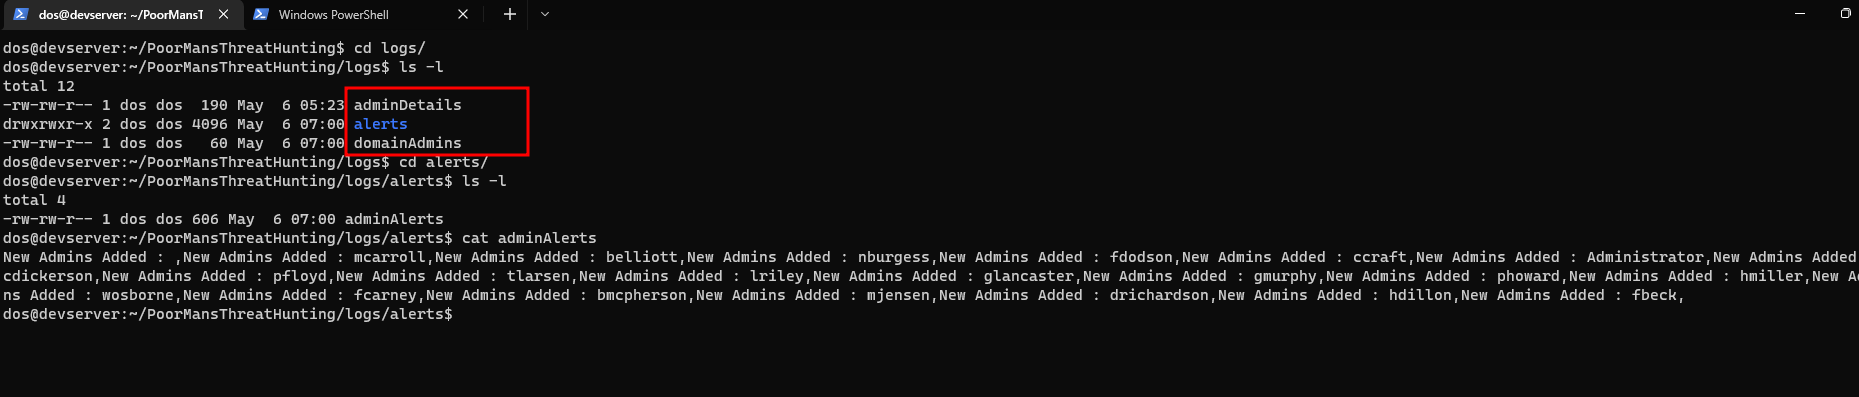 dos@devserver: ~/PoorMansT
Windows PowerShell
dos@devserver:~/PoorMansThreatHunting$ cd logs/
dos@devserver:~/PoorMansThreatHunting/logs$ ls -l
total 12
-rw-rw-r-- 1 dos dos  190 May  6 05:23 adminDetails
drwxrwxr-x 2 dos dos 4096 May  6 07:00 alerts
-rw-rw-r-- 1 dos dos   60 May  6 07:00 domainAdmins
dos@devserver:~/PoorMansThreatHunting/logs$ cd alerts/
dos@devserver:~/PoorMansThreatHunting/logs/alerts$ ls -l
total 4
-rw-rw-r-- 1 dos dos 606 May  6 07:00 adminAlerts
dos@devserver:~/PoorMansThreatHunting/logs/alerts$ cat adminAlerts
New Admins Added : ,New Admins Added : mcarroll,New Admins Added : belliott,New Admins Added : nburgess,New Admins Added : fdodson,New Admins Added : ccraft,New Admins Added : Administrator,New Admins Added
cdickerson,New Admins Added : pfloyd,New Admins Added : tlarsen,New Admins Added : lriley,New Admins Added : glancaster,New Admins Added : gmurphy,New Admins Added : phoward,New Admins Added : hmiller,New A
ns Added : wosborne,New Admins Added : fcarney,New Admins Added : bmcpherson,New Admins Added : mjensen,New Admins Added : drichardson,New Admins Added : hdillon,New Admins Added : fbeck,
dos@devserver:~/PoorMansThreatHunting/logs/alerts$